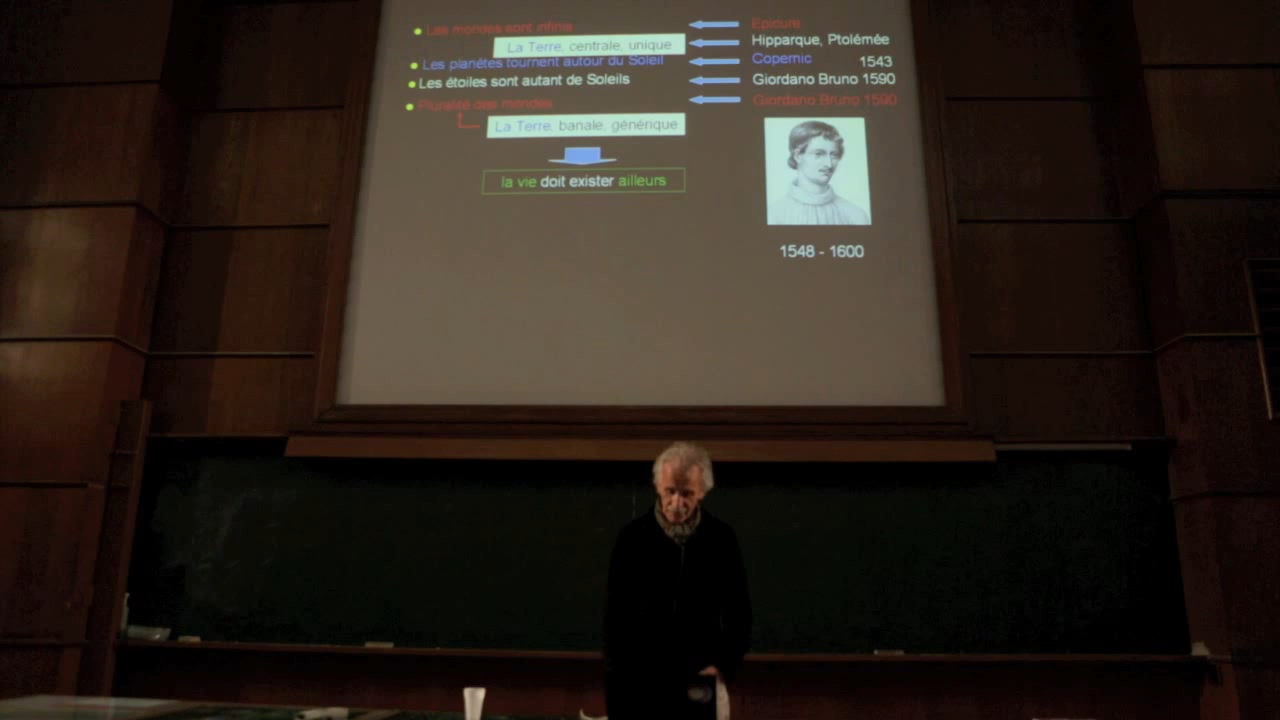 Les mondes sont infinis Epicure
La Terre, centrale, unique Hipparque, Ptolémée
Les planètes tournent autour du Soleil Copernic 1543
Les étoiles sont autant de Soleils Giordano Bruno 1590
Pluralité des mondes Giordano Bruno 1590
La Terre, banale, générique
la vie doit exister ailleurs
1548 - 1600